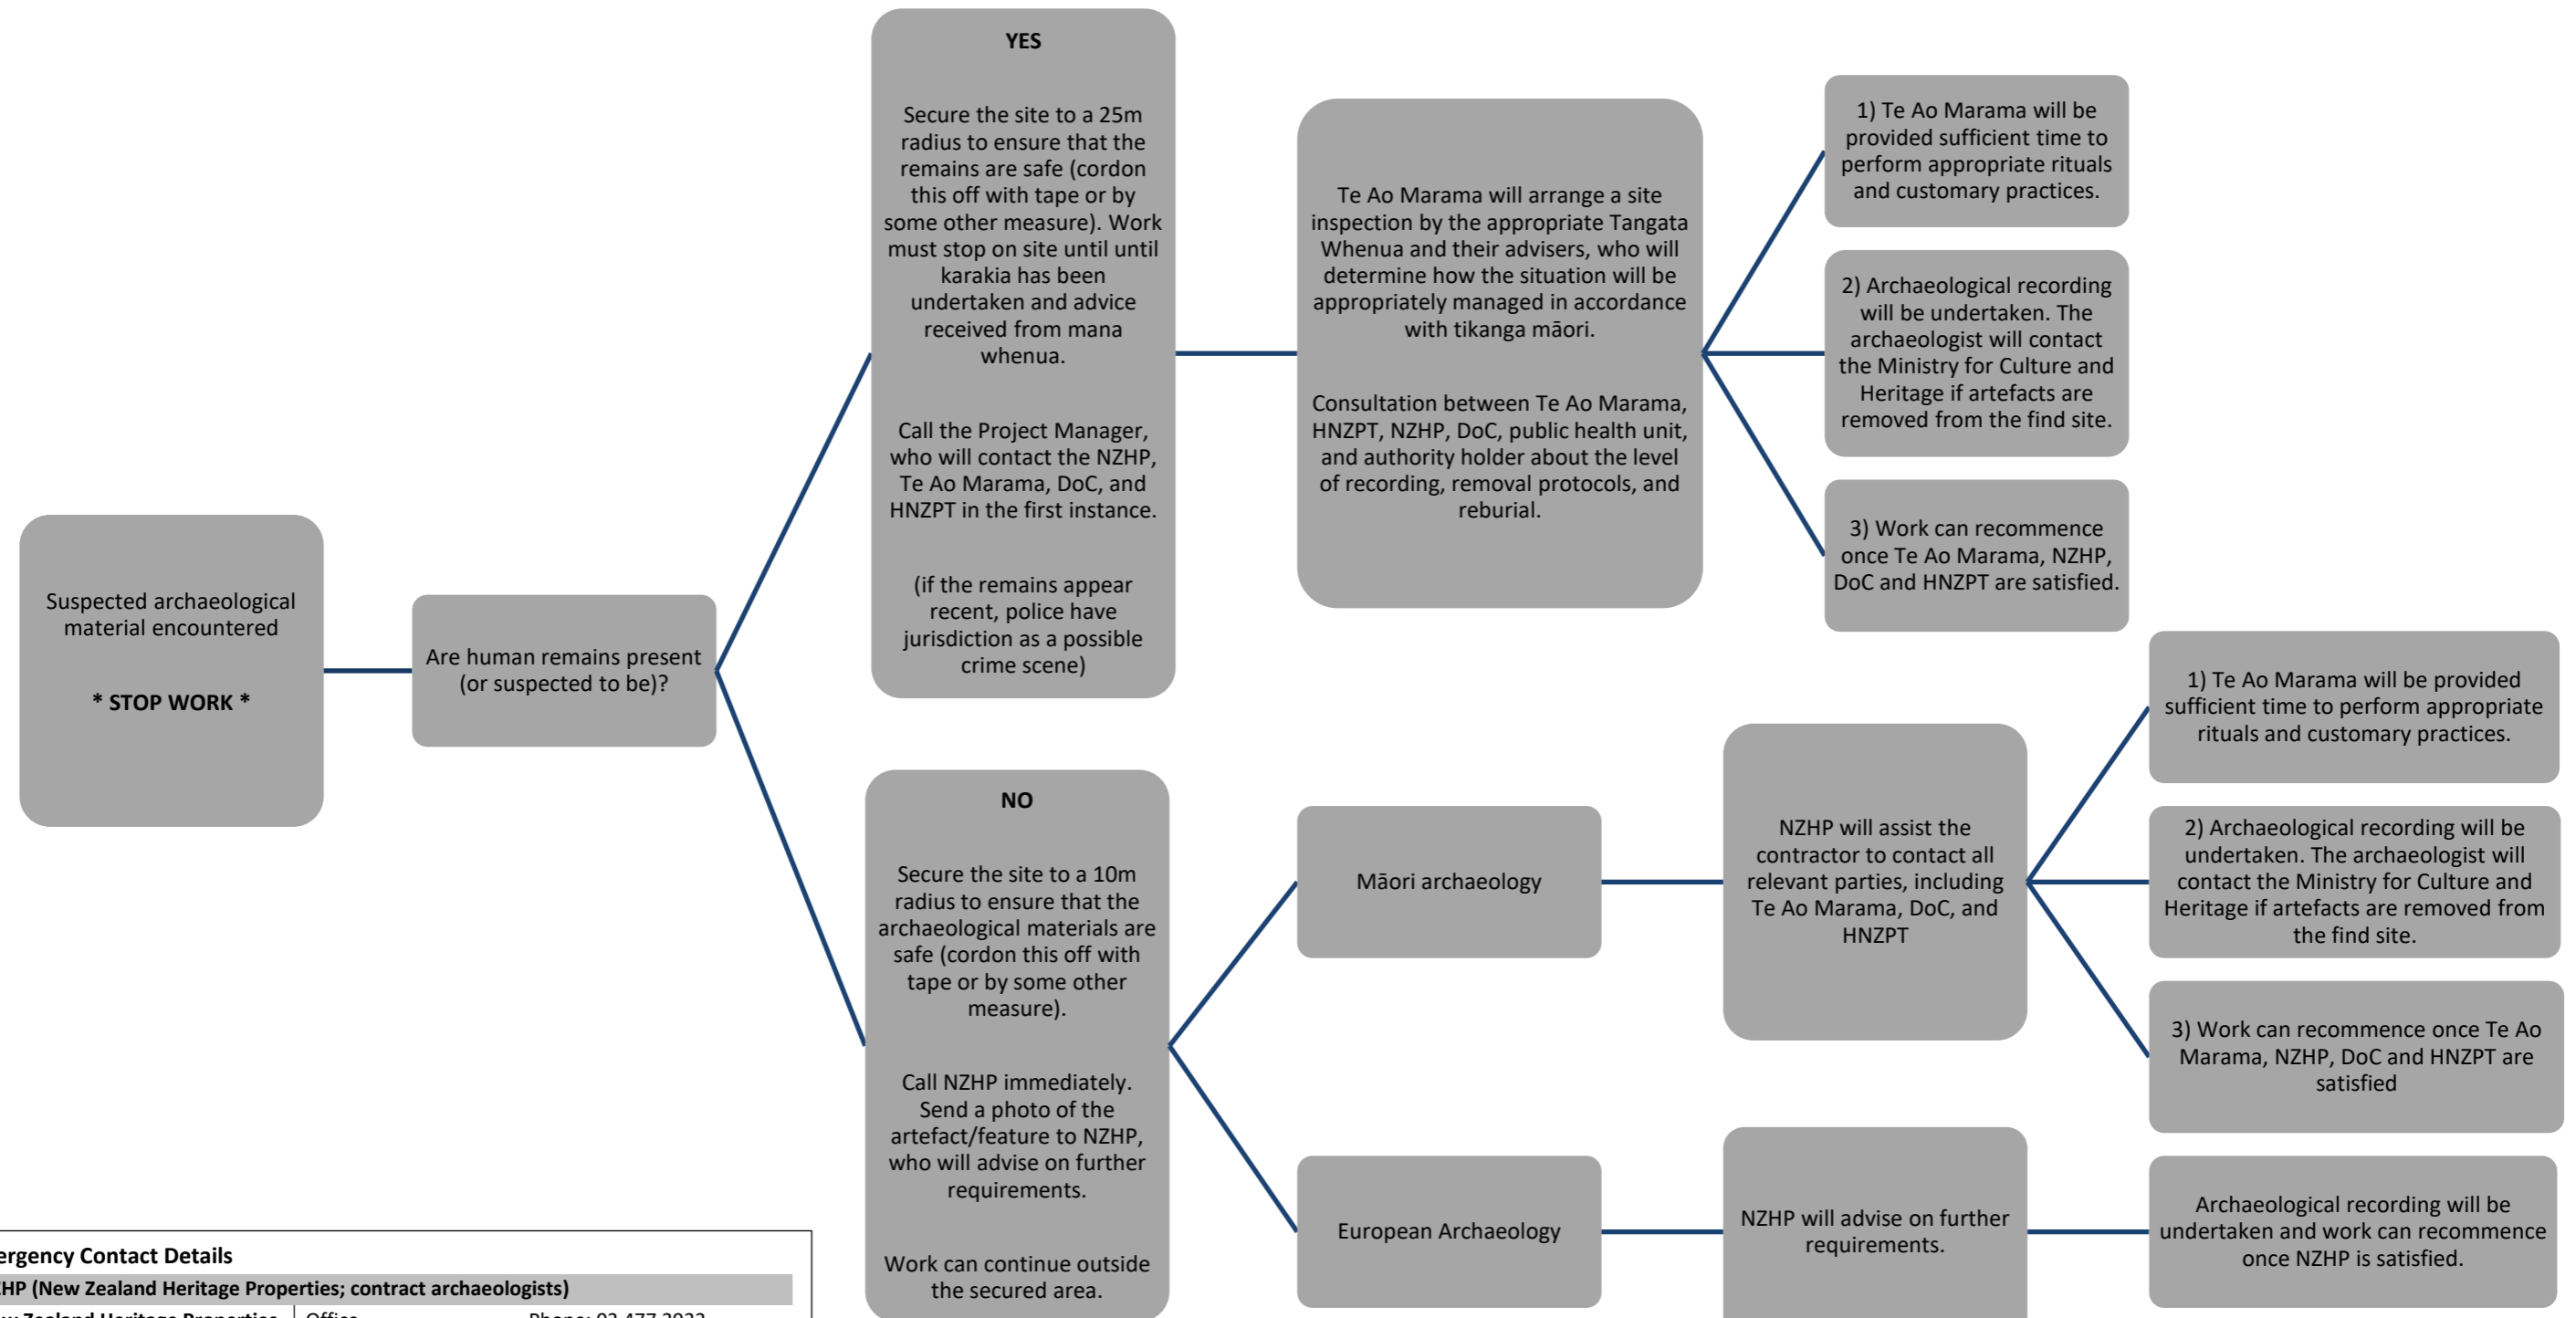 Suspected archaeological
material encountered
* STOP WORK *
Are human remains present
(or suspected to be)?
YES
Secure the site to a 25m
radius to ensure that the
remains are safe (cordon
this off with tape or by
some other measure). Work
must stop on site until until
karakia has been
undertaken and advice
received from mana
whenua.
Call the Project Manager,
who will contact the NZHP,
Te Ao Marama, DoC, and
HNZPT in the first instance.
(if the remains appear
recent, police have
jurisdiction as a possible
crime scene)
Te Ao Marama will arrange a site
inspection by the appropriate Tangata
Whenua and their advisers, who will
determine how the situation will be
appropriately managed in accordance
with tikanga māori.
Consultation between Te Ao Marama,
HNZPT, NZHP, DoC, public health unit,
and authority holder about the level
of recording, removal protocols, and
reburial.
1) Te Ao Marama will be
provided sufficient time to
perform appropriate rituals
and customary practices.
2) Archaeological recording
will be undertaken. The
archaeologist will contact
the Ministry for Culture and
Heritage if artefacts are
removed from the find site.
3) Work can recommence
once Te Ao Marama, NZHP,
DoC and HNZPT are satisfied.
NO
Secure the site to a 10m
radius to ensure that the
archaeological materials are
safe (cordon this off with
tape or by some other
measure).
Call NZHP immediately.
Send a photo of the
artefact/feature to NZHP,
who will advise on further
requirements.
Work can continue outside
the secured area.
Māori archaeology
NZHP will assist the
contractor to contact all
relevant parties, including
Te Ao Marama, DoC, and
HNZPT
1) Te Ao Marama will be provided
sufficient time to perform appropriate
rituals and customary practices.
2) Archaeological recording will be
undertaken. The archaeologist will
contact the Ministry for Culture and
Heritage if artefacts are removed from
the find site.
3) Work can recommence once Te Ao
Marama, NZHP, DoC and HNZPT are
satisfied
European Archaeology
NZHP will advise on further
requirements.
Archaeological recording will be
undertaken and work can recommence
once NZHP is satisfied.
ergency Contact Details
HP (New Zealand Heritage Properties; contract archaeologists)
Zealand Heritage Properties Office Phone: